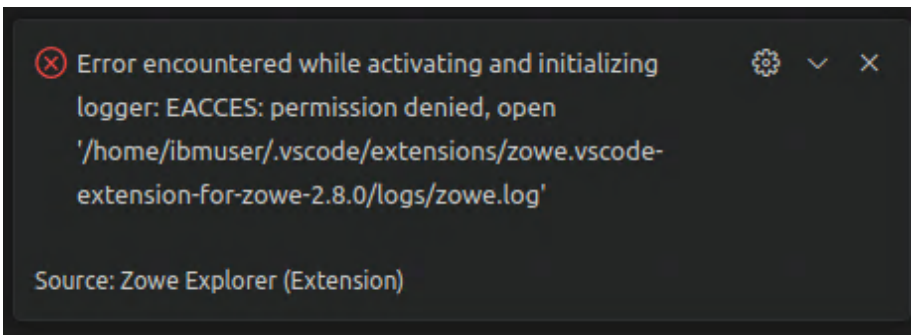 Error encountered while activating and initializing
logger: EACCES: permission denied, open
'/home/ibmuser/.vscode/extensions/zowe.vscode-
extension-for-zowe-2.8.0/logs/zowe.log'
Source: Zowe Explorer (Extension)